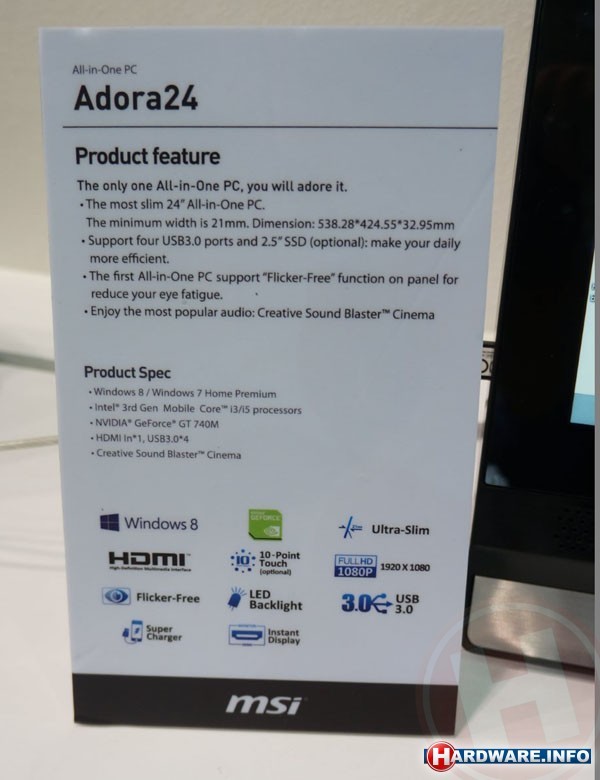 All-in-One PC
Adora24
Product feature
The only one All-in-One PC, you will adore it.
• The most slim 24" All-in-One PC.
The minimum width is 21mm. Dimension: 538.28*424.55*32.95mm
• Support four USB3.0 ports and 2.5" SSD (optional): make your daily
more efficient.
• The first All-in-One PC support "Flicker-Free" function on panel for
reduce your eye fatigue.
• Enjoy the most popular audio: Creative Sound Blaster™ Cinema
Product Spec
• Windows 8 / Windows 7 Home Premium
• Intel® 3rd Gen Mobile Core™ i3/i5 processors
• NVIDIA® GeForce® GT 740M
• HDMI In*1, USB3.0*4
• Creative Sound Blaster™ Cinema
Windows 8
GEFORCE
Ultra-Slim
HDMI™
High-Definition Multimedia Interface
10
10-Point
Touch
(optional)
FULL HD
1080P
1920 X 1080
Flicker-Free
LED
Backlight
3.0
USB
3.0
Super
Charger
Instant
Display
msi
H
HARDWARE.INFO